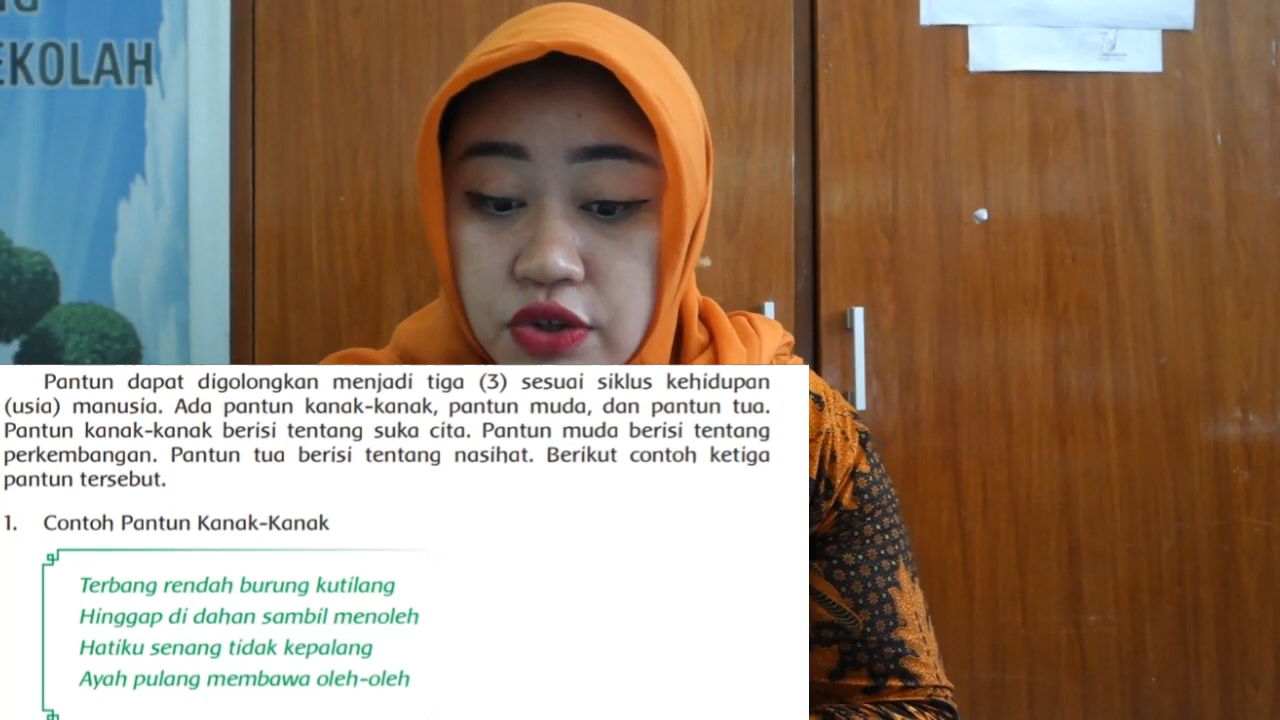 EKOLAH
Pantun dapat digolongkan menjadi tiga (3) sesuai siklus kehidupan
(usia) manusia. Ada pantun kanak-kanak, pantun muda, dan pantun tua.
Pantun kanak-kanak berisi tentang suka cita. Pantun muda berisi tentang
perkembangan. Pantun tua berisi tentang nasihat. Berikut contoh ketiga
pantun tersebut.
1. Contoh Pantun Kanak-Kanak
Terbang rendah burung kutilang
Hinggap di dahan sambil menoleh
Hatiku senang tidak kepalang
Ayah pulang membawa oleh-oleh